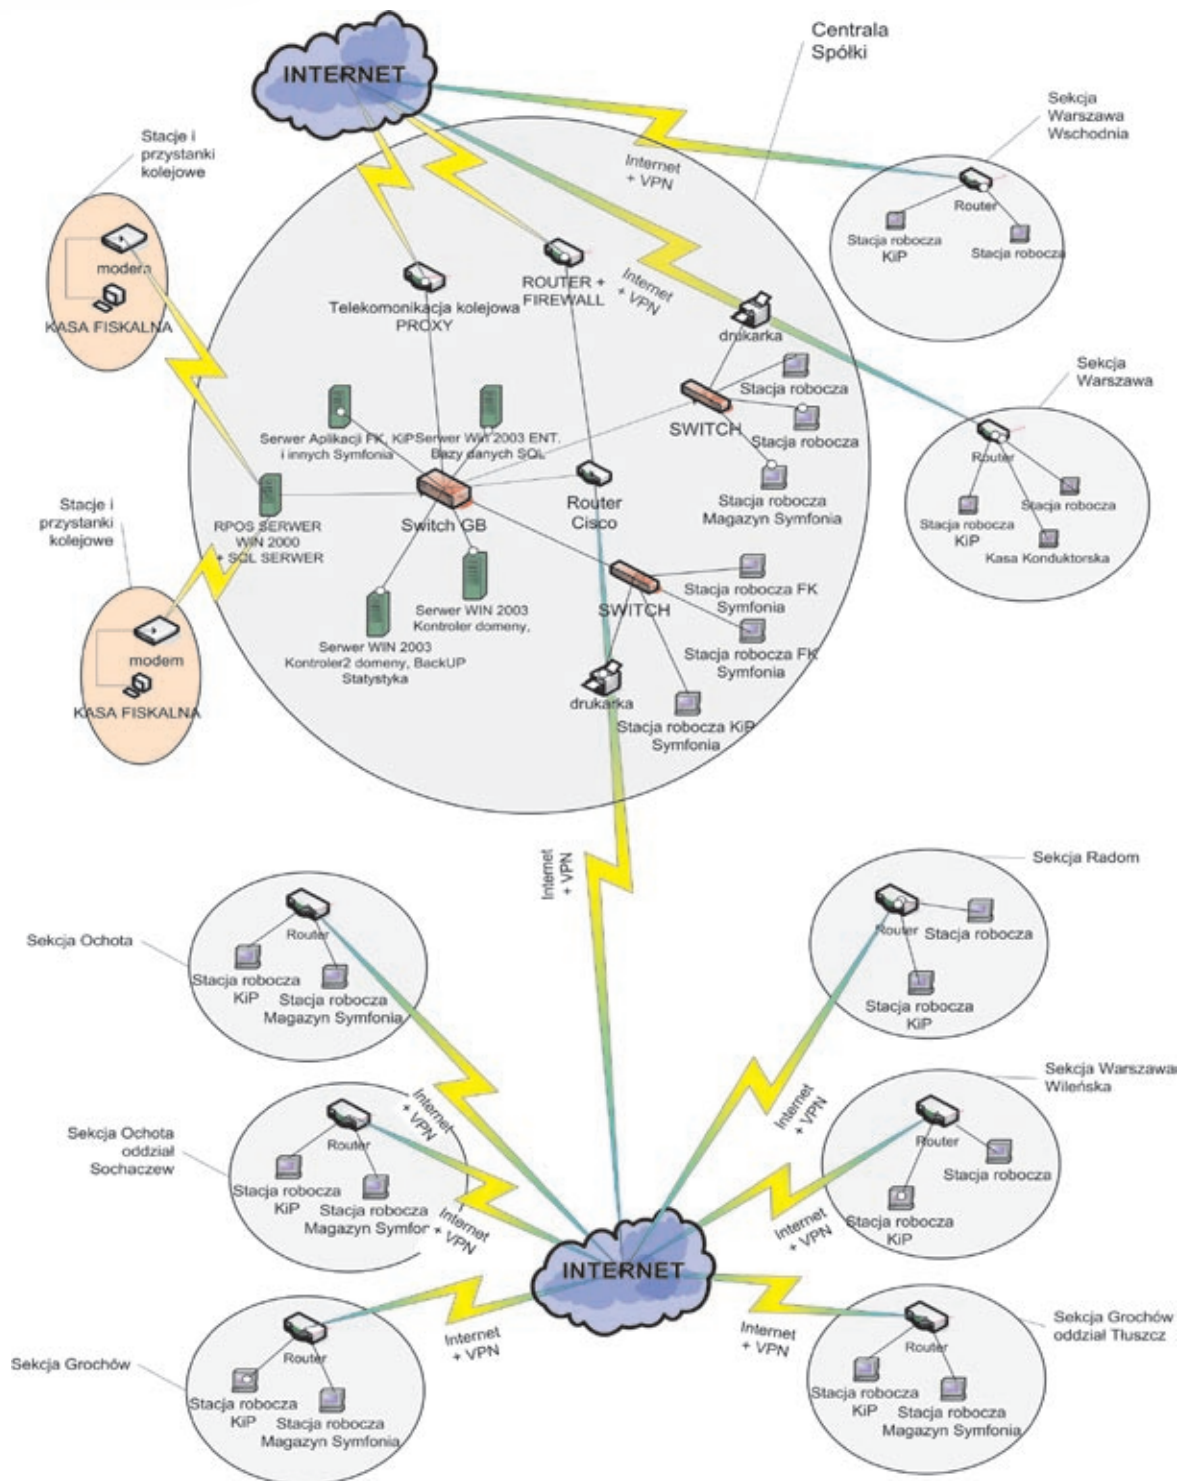 Centrala
Spółki
INTERNET
Sekcja
Warszawa
Wschodnia
Stacje i
przystanki
kolejowe
Internet
+ VPN
Router
Stacja robocza
KiP
Stacja robocza
modem
KASA FISKALNA
Internet
+ VPN
ROUTER +
FIREWALL
Telekomonikacja kolejowa
PROXY
drukarka
Sekcja
Warszawa
Stacja robocza
SWITCH
Stacja robocza
Serwer Aplikacji FK, KiP
i innych Symfonia
Serwer Win 2003 ENT.
Bazy danych SQL
Router
Stacja robocza
KiP
Stacja robocza
Kasa Konduktorska
Stacja robocza
Magazyn Symfonia
Router
Cisco
Switch GB
Stacje i
przystanki
kolejowe
RPOS SERWER
WIN 2000
+ SQL SERWER
SWITCH
Stacja robocza FK
Symfonia
Serwer WIN 2003
Kontroler domeny,
Serwer WIN 2003
Kontroler2 domeny, BackUP
Statystyka
Stacja robocza FK
Symfonia
modem
KASA FISKALNA
drukarka
Stacja robocza KiP
Symfonia
Internet
+ VPN
Sekcja Radom
Router
Stacja robocza
Stacja robocza
KiP
Sekcja Ochota
Router
Stacja robocza
KiP
Stacja robocza
Magazyn Symfonia
Internet
+ VPN
Internet
+ VPN
Sekcja Warszawa
Wileńska
Router
Stacja robocza
Stacja robocza
KiP
Sekcja Ochota
oddział
Sochaczew
Router
Stacja robocza
KiP
Stacja robocza
Magazyn Symfor
Internet
+ VPN
Internet
+ VPN
INTERNET
Sekcja Grochów
oddział Tłuszcz
Router
Stacja robocza
KiP
Stacja robocza
Magazyn Symfonia
Internet
+ VPN
Internet
+ VPN
Sekcja Grochów
Router
Stacja robocza
KiP
Stacja robocza
Magazyn Symfonia